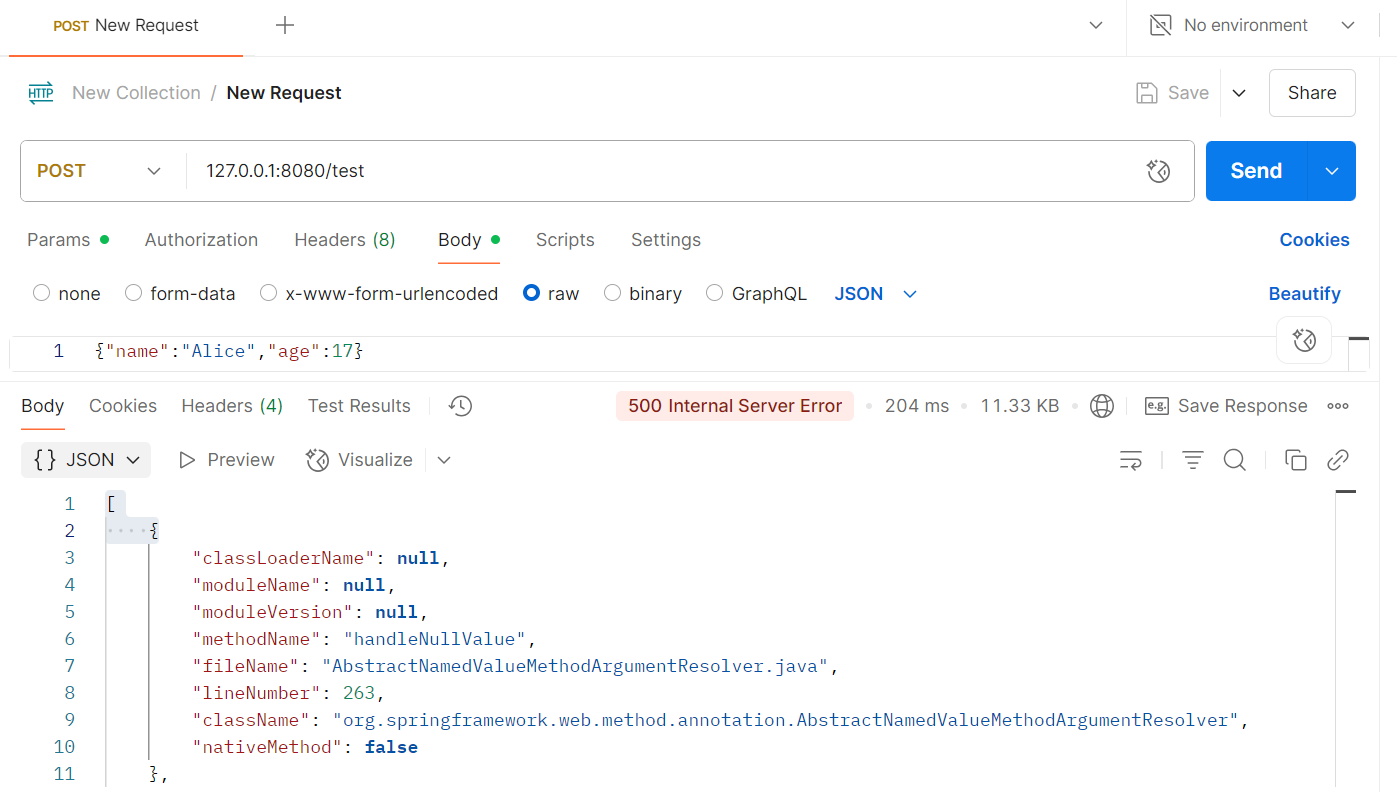 POST New Request
No environment
HTTP New Collection / New Request
Save
Share
POST 127.0.0.1:8080/test
Send
Params Authorization Headers (8) Body Scripts Settings Cookies
none form-data x-www-form-urlencoded raw binary GraphQL JSON Beautify
1 {"name":"Alice","age":17}
Body Cookies Headers (4) Test Results 500 Internal Server Error 204 ms 11.33 KB e.g. Save Response
{} JSON Preview Visualize
1 [
2 {
3 "classLoaderName": null,
4 "moduleName": null,
5 "moduleVersion": null,
6 "methodName": "handleNullValue",
7 "fileName": "AbstractNamedValueMethodArgumentResolver.java",
8 "lineNumber": 263,
9 "className": "org.springframework.web.method.annotation.AbstractNamedValueMethodArgumentResolver",
10 "nativeMethod": false
11 },